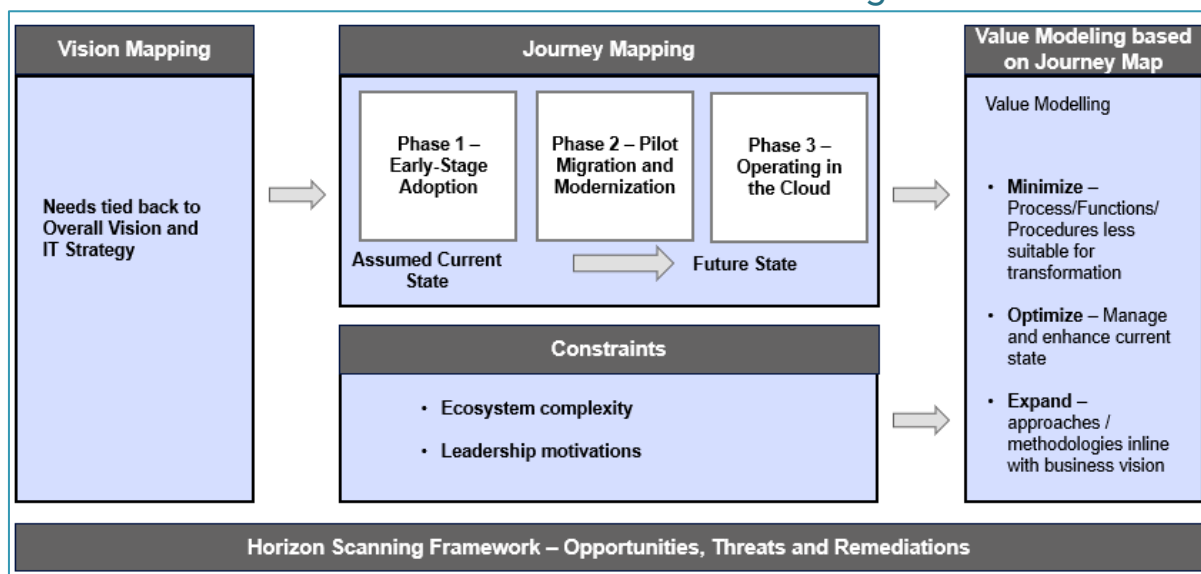 Vision Mapping
Needs tied back to
Overall Vision and
IT Strategy
Journey Mapping
Phase 1 –
Early-Stage
Adoption
Phase 2 – Pilot
Migration and
Modernization
Phase 3 –
Operating in
the Cloud
Assumed Current
State
Future State
Constraints
• Ecosystem complexity
• Leadership motivations
Value Modeling based
on Journey Map
Value Modelling
• Minimize –
Process/Functions/
Procedures less
suitable for
transformation
• Optimize – Manage
and enhance current
state
• Expand –
approaches /
methodologies inline
with business vision
Horizon Scanning Framework – Opportunities, Threats and Remediations